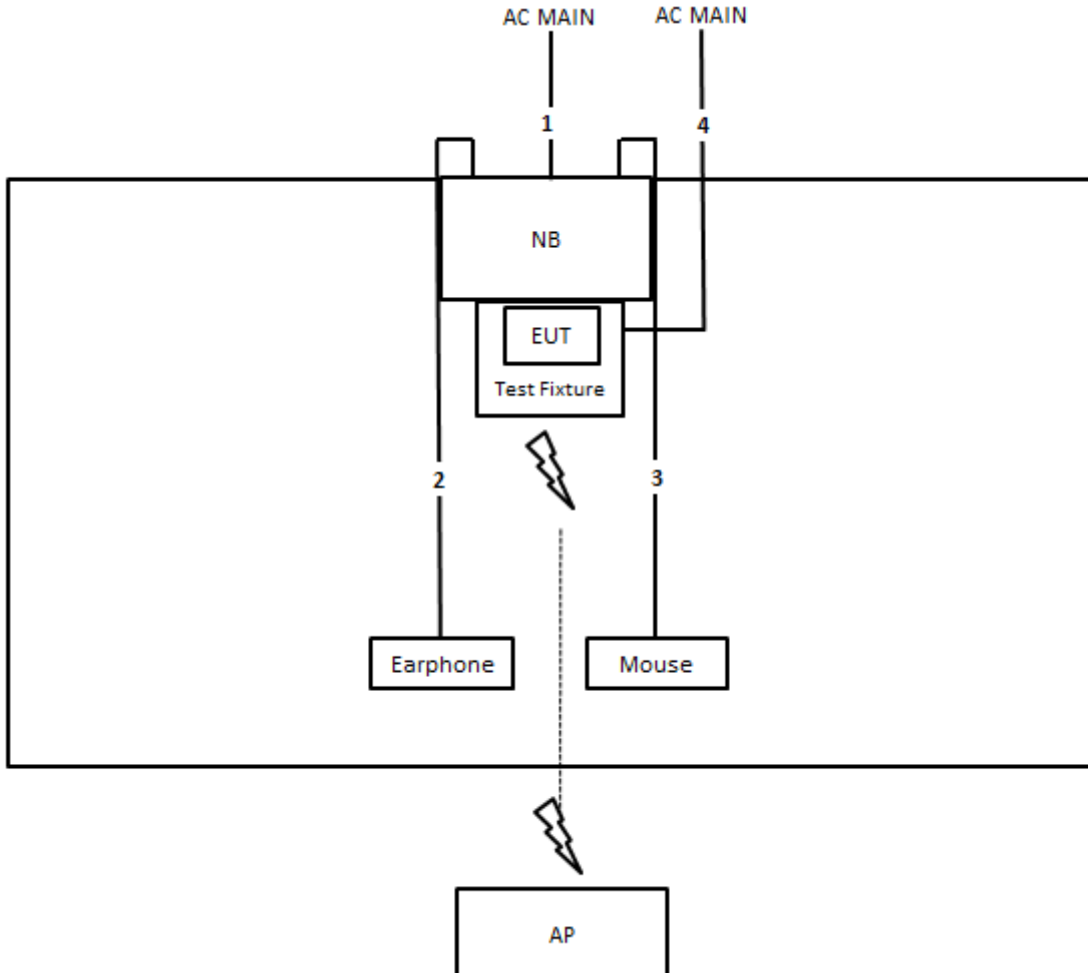 AC MAIN
AC MAIN
1
4
NB
EUT
Test Fixture
2
3
Earphone
Mouse
AP